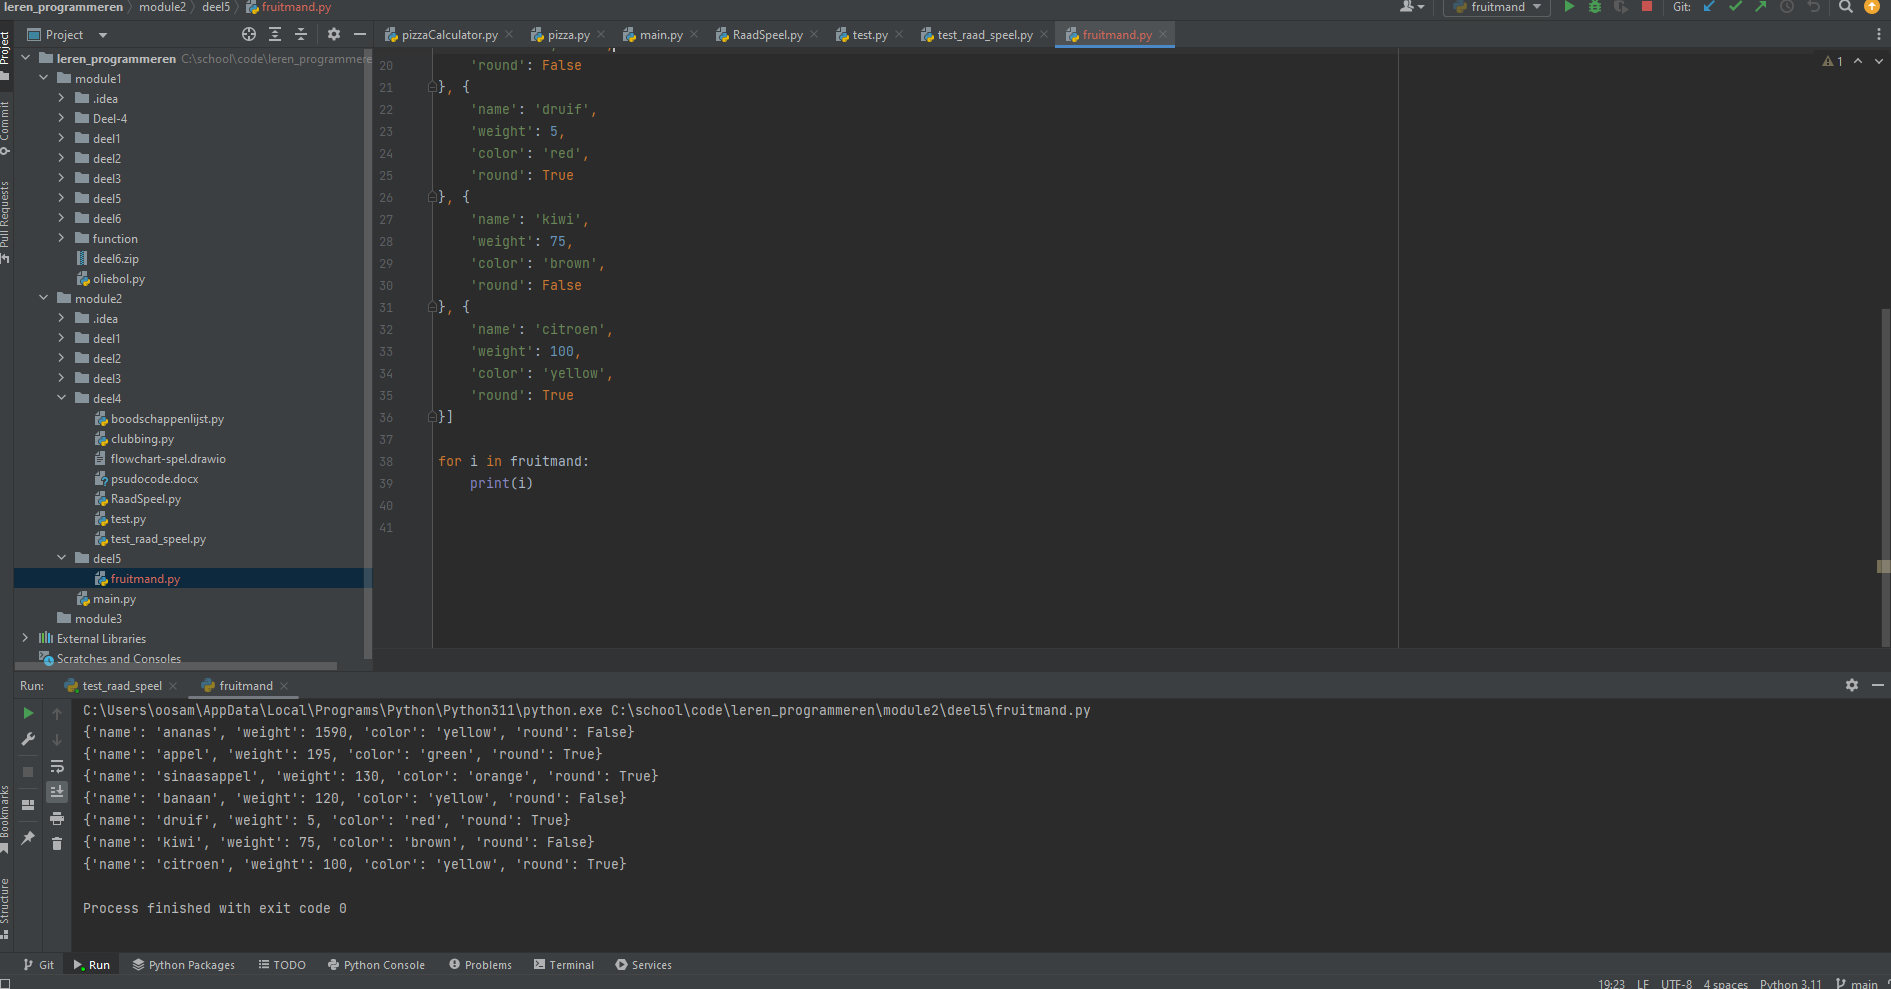 leren_programmeren module2 deel5 fruitmand.py
fruitmand Git:
Project
pizzaCalculator.py pizza.py main.py RaadSpeel.py test.py test_raad_speel.py fruitmand.py
leren_programmeren C:\school\code\leren_programmere
module1
.idea
Deel-4
deel1
deel2
deel3
deel5
deel6
function
deel6.zip
oliebol.py
module2
.idea
deel1
deel2
deel3
deel4
boodschappenlijst.py
clubbing.py
flowchart-spel.drawio
psudocode.docx
RaadSpeel.py
test.py
test_raad_speel.py
deel5
fruitmand.py
main.py
module3
External Libraries
Scratches and Consoles
Project
Commit
Pull Requests
Bookmarks
Structure
1
20 'round': False
21 }, {
22 'name': 'druif',
23 'weight': 5,
24 'color': 'red',
25 'round': True
26 }, {
27 'name': 'kiwi',
28 'weight': 75,
29 'color': 'brown',
30 'round': False
31 }, {
32 'name': 'citroen',
33 'weight': 100,
34 'color': 'yellow',
35 'round': True
36 }]
37
38 for i in fruitmand:
39 print(i)
40
41
Run: test_raad_speel fruitmand
C:\Users\oosam\AppData\Local\Programs\Python\Python311\python.exe C:\school\code\leren_programmeren\module2\deel5\fruitmand.py
{'name': 'ananas', 'weight': 1590, 'color': 'yellow', 'round': False}
{'name': 'appel', 'weight': 195, 'color': 'green', 'round': True}
{'name': 'sinaasappel', 'weight': 130, 'color': 'orange', 'round': True}
{'name': 'banaan', 'weight': 120, 'color': 'yellow', 'round': False}
{'name': 'druif', 'weight': 5, 'color': 'red', 'round': True}
{'name': 'kiwi', 'weight': 75, 'color': 'brown', 'round': False}
{'name': 'citroen', 'weight': 100, 'color': 'yellow', 'round': True}
Process finished with exit code 0
Git Run Python Packages TODO Python Console Problems Terminal Services
19:23 LF UTF-8 4 spaces Python 3.11 main